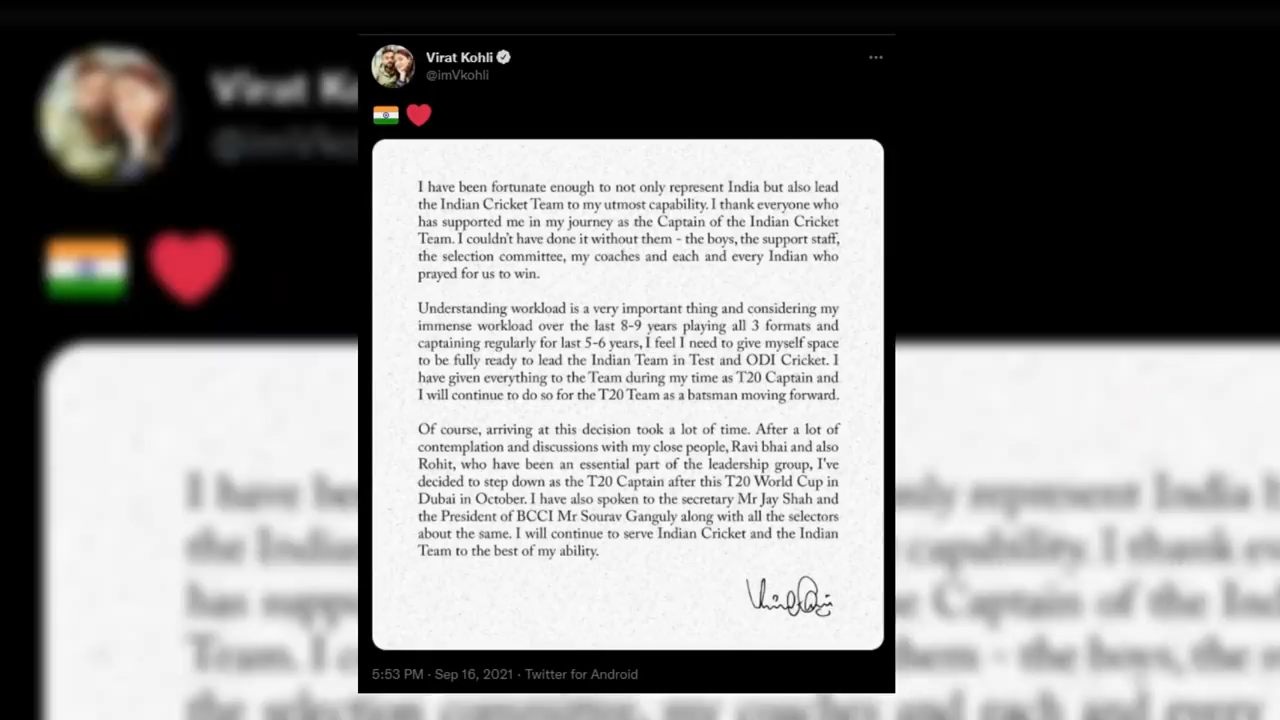 Virat Kohli
@imVkohli
I have been fortunate enough to not only represent India but also lead
the Indian Cricket Team to my utmost capability. I thank everyone who
has supported me in my journey as the Captain of the Indian Cricket
Team. I couldn't have done it without them - the boys, the support staff,
the selection committee, my coaches and each and every Indian who
prayed for us to win.
Understanding workload is a very important thing and considering my
immense workload over the last 8-9 years playing all 3 formats and
captaining regularly for last 5-6 years, I feel I need to give myself space
to be fully ready to lead the Indian Team in Test and ODI Cricket. I
have given everything to the Team during my time as T20 Captain and
I will continue to do so for the T20 Team as a batsman moving forward.
Of course, arriving at this decision took a lot of time. After a lot of
contemplation and discussions with my close people, Ravi bhai and also
Rohit, who have been an essential part of the leadership group, I've
decided to step down as the T20 Captain after this T20 World Cup in
Dubai in October. I have also spoken to the secretary Mr Jay Shah and
the President of BCCI Mr Sourav Ganguly along with all the selectors
about the same. I will continue to serve Indian Cricket and the Indian
Team to the best of my ability.
5:53 PM · Sep 16, 2021 · Twitter for Android